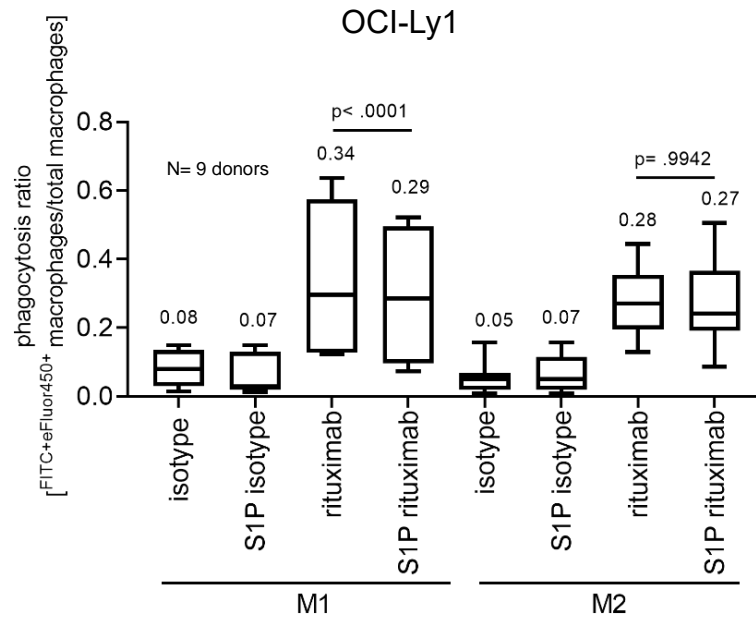 OCI-Ly1
phagocytosis ratio
[FITC+eFluor450+ macrophages/total macrophages]
0.8
0.6
0.4
0.2
0.0
N= 9 donors
p< .0001
p= .9942
0.08
0.07
0.34
0.29
0.05
0.07
0.28
0.27
isotype
S1P isotype
rituximab
S1P rituximab
isotype
S1P isotype
rituximab
S1P rituximab
M1
M2